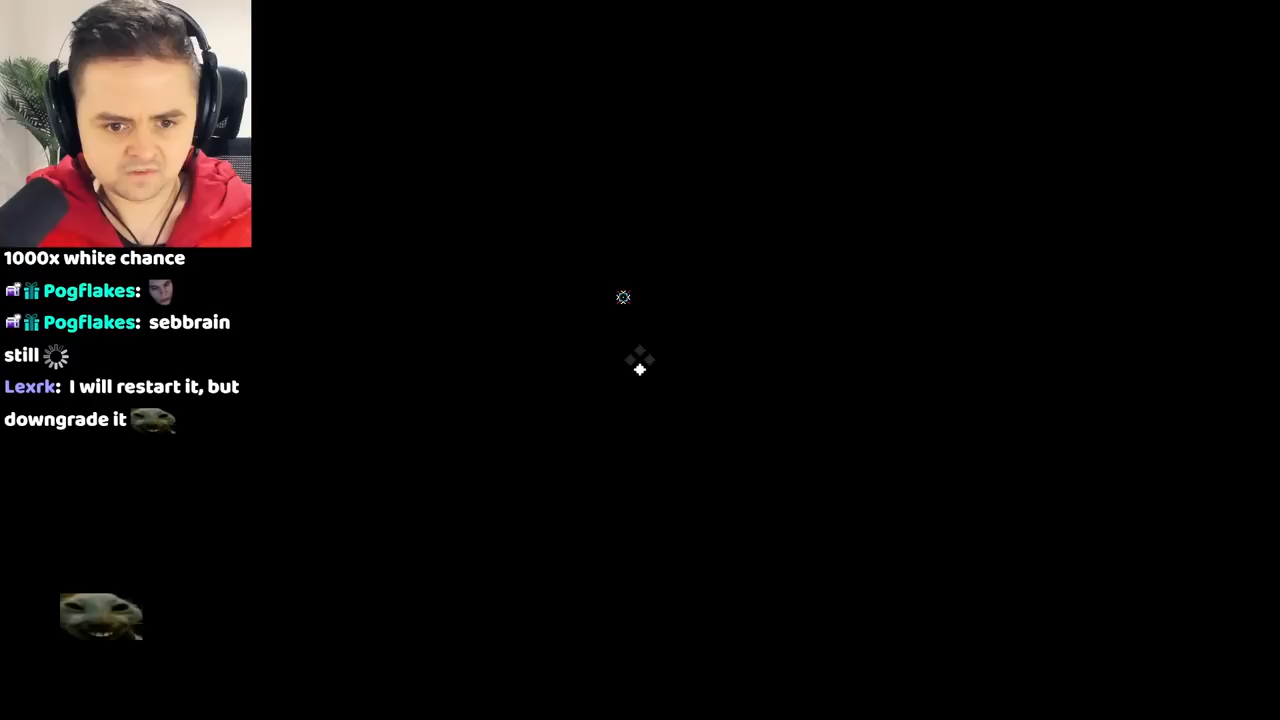 1000x white chance
Pogflakes:
Pogflakes: sebbrain
still
Lexrk: I will restart it, but
downgrade it